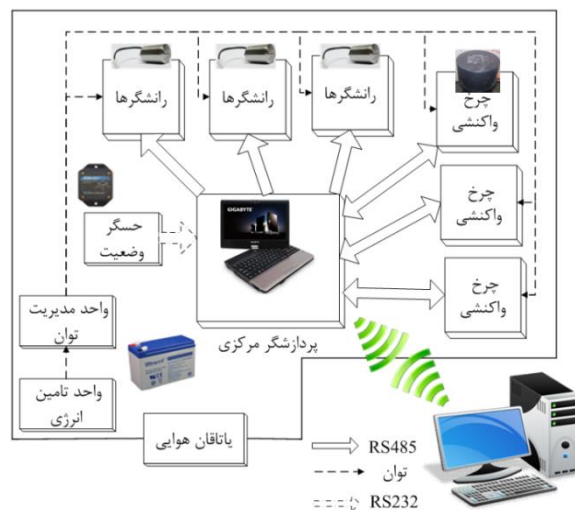 رانشگرها
رانشگرها
رانشگرها
چرخ
واکنشی
چرخ
واکنشی
چرخ
واکنشی
حسگر
وضعیت
GIGABYTE
پردازشگر مرکزی
واحد مدیریت
توان
واحد تامین
انرژی
یاتاقان هوایی
RS485
توان
RS232